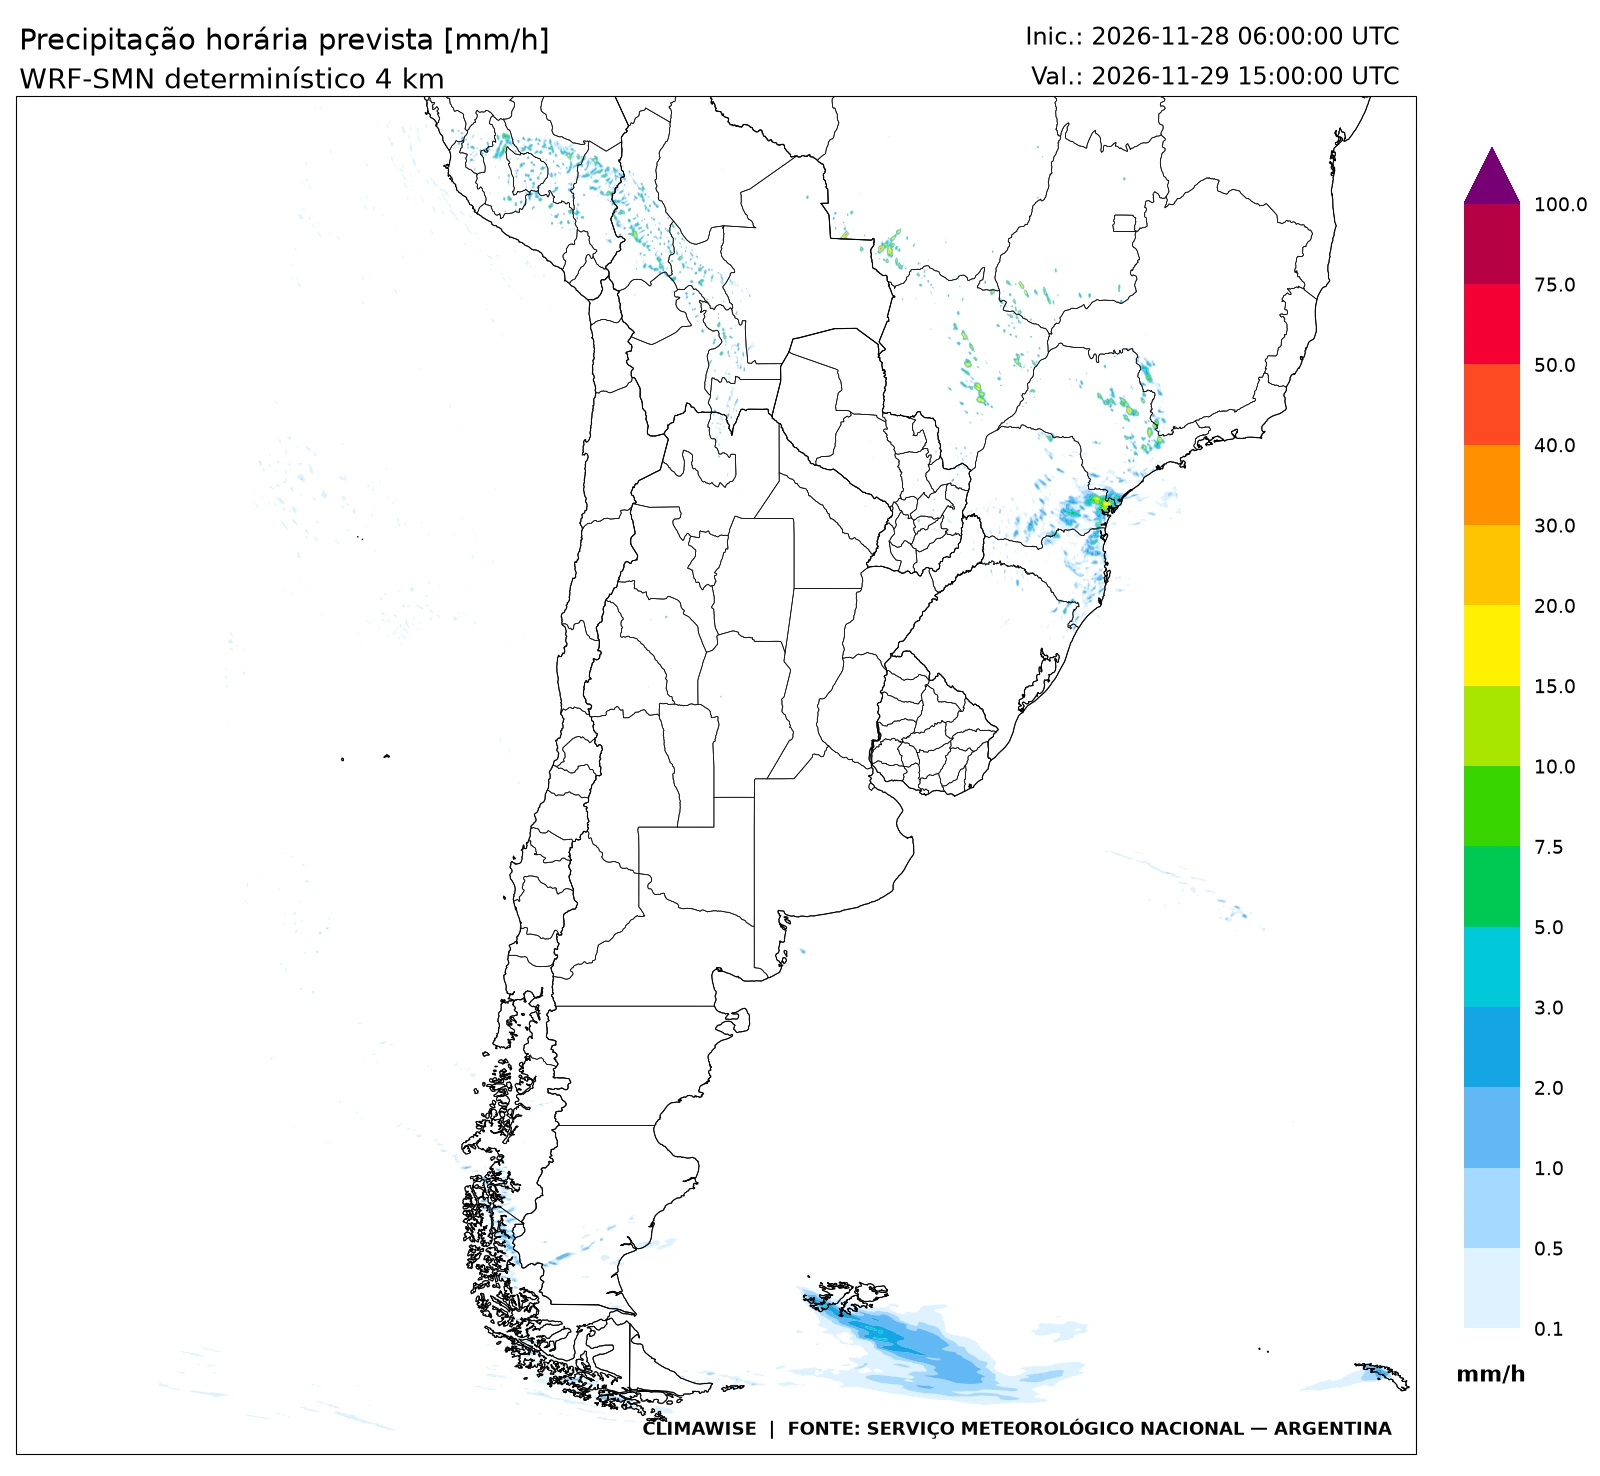 Precipitação horária prevista [mm/h]
WRF-SMN determinístico 4 km
Inic.: 2026-11-28 06:00:00 UTC
Val.: 2026-11-29 15:00:00 UTC
100.0
75.0
50.0
40.0
30.0
20.0
15.0
10.0
7.5
5.0
3.0
2.0
1.0
0.5
0.1
mm/h
CLIMAWISE | FONTE: SERVIÇO METEOROLÓGICO NACIONAL — ARGENTINA